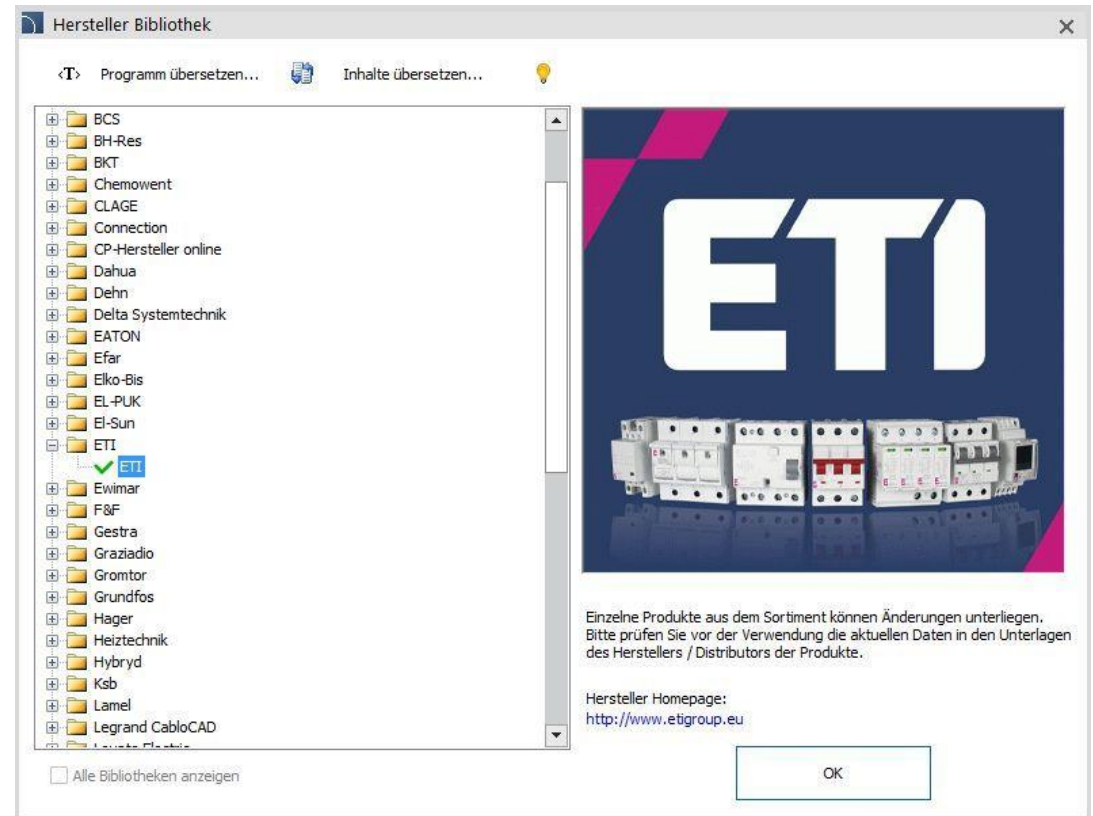 Hersteller Bibliothek
<T> Programm übersetzen... Inhalte übersetzen...
BCS
BH-Res
BKT
Chemowent
CLAGE
Connection
CP-Hersteller online
Dahua
Dehn
Delta Systemtechnik
EATON
Efar
Elko-Bis
EL-PUK
El-Sun
ETI
ETI
Ewimar
F&F
Gestra
Graziadio
Gromtor
Grundfos
Hager
Heiztechnik
Hybryd
Ksb
Lamel
Legrand CabloCAD
Alle Bibliotheken anzeigen
ETI
Einzelne Produkte aus dem Sortiment können Änderungen unterliegen.
Bitte prüfen Sie vor der Verwendung die aktuellen Daten in den Unterlagen
des Herstellers / Distributors der Produkte.
Hersteller Homepage:
http://www.etigroup.eu
OK